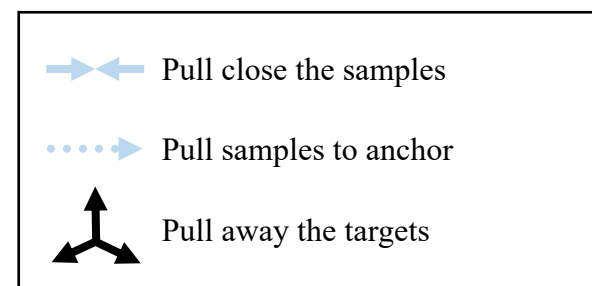 Pull close the samples
Pull samples to anchor
Pull away the targets